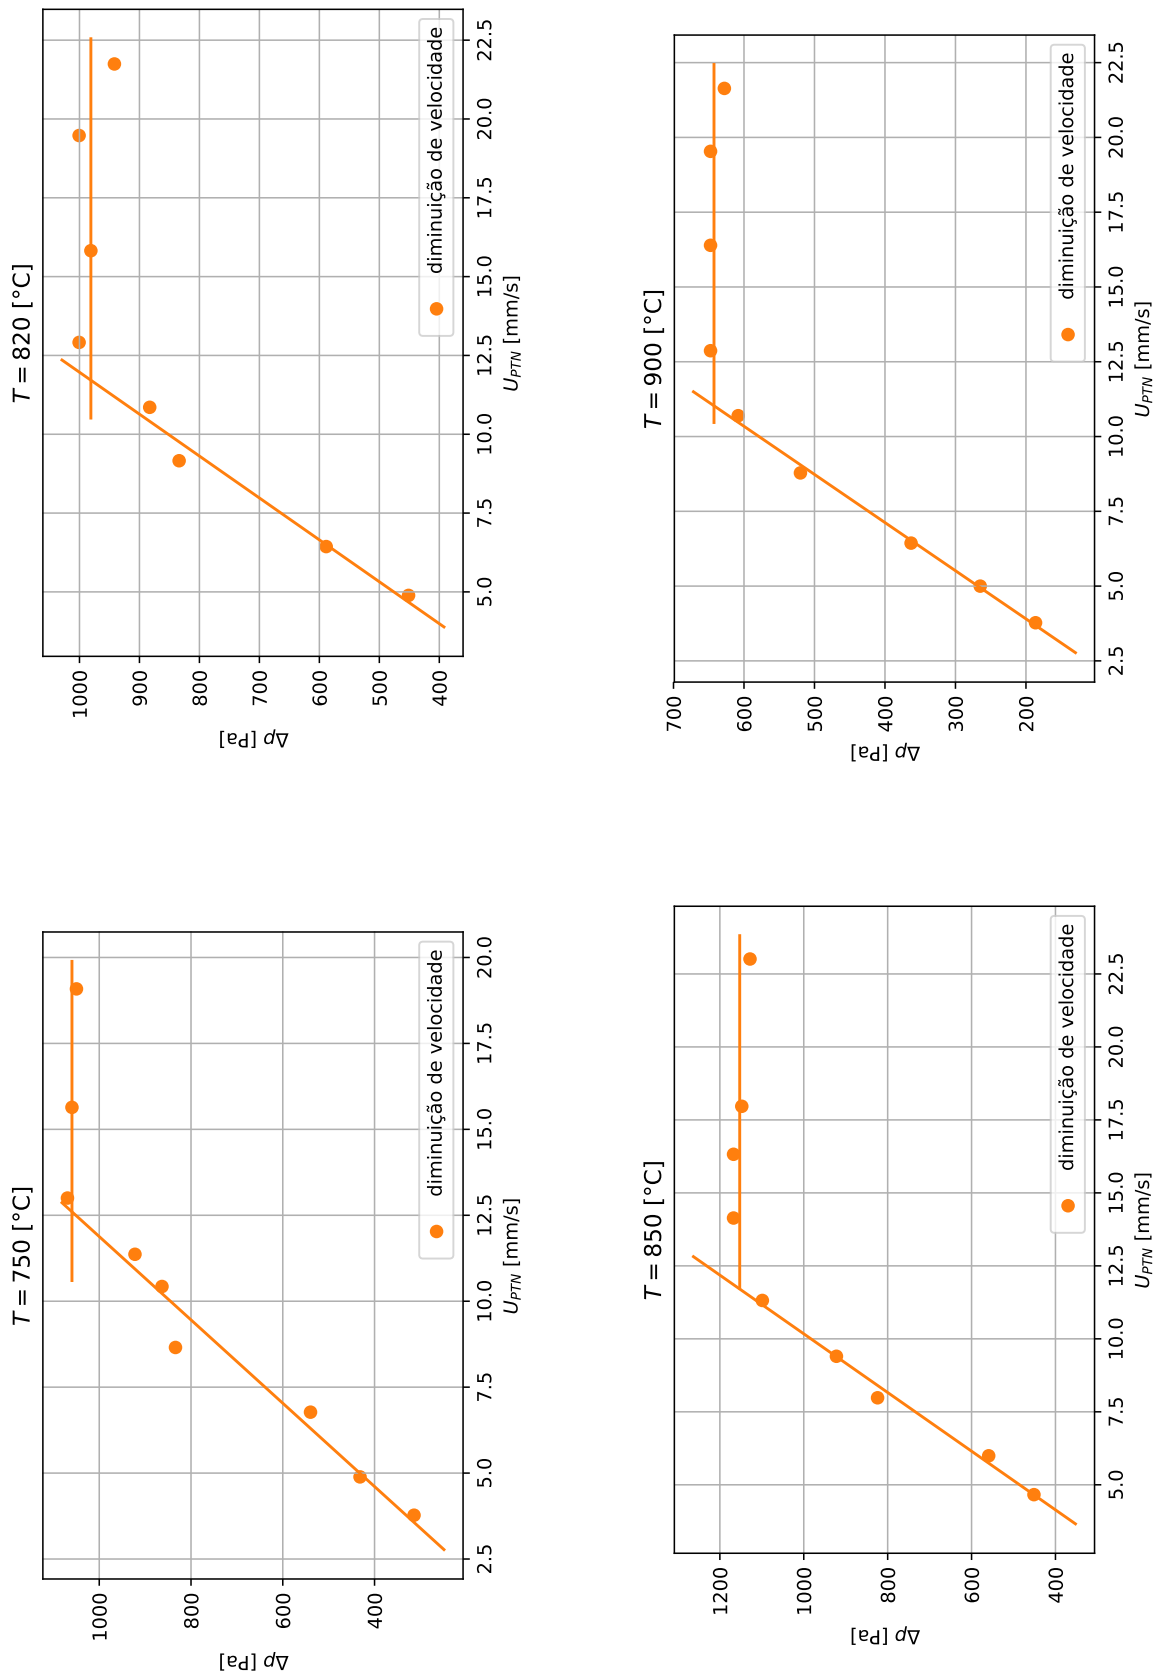 T = 750 [°C]
1000
800
600
400
Δp [Pa]
diminuição de velocidade
2.5 5.0 7.5 10.0 12.5 15.0 17.5 20.0
U_PTN [mm/s]
T = 820 [°C]
1000
900
800
700
600
500
400
Δp [Pa]
diminuição de velocidade
5.0 7.5 10.0 12.5 15.0 17.5 20.0 22.5
U_PTN [mm/s]
T = 850 [°C]
1200
1000
800
600
400
Δp [Pa]
diminuição de velocidade
5.0 7.5 10.0 12.5 15.0 17.5 20.0 22.5
U_PTN [mm/s]
T = 900 [°C]
700
600
500
400
300
200
Δp [Pa]
diminuição de velocidade
2.5 5.0 7.5 10.0 12.5 15.0 17.5 20.0 22.5
U_PTN [mm/s]